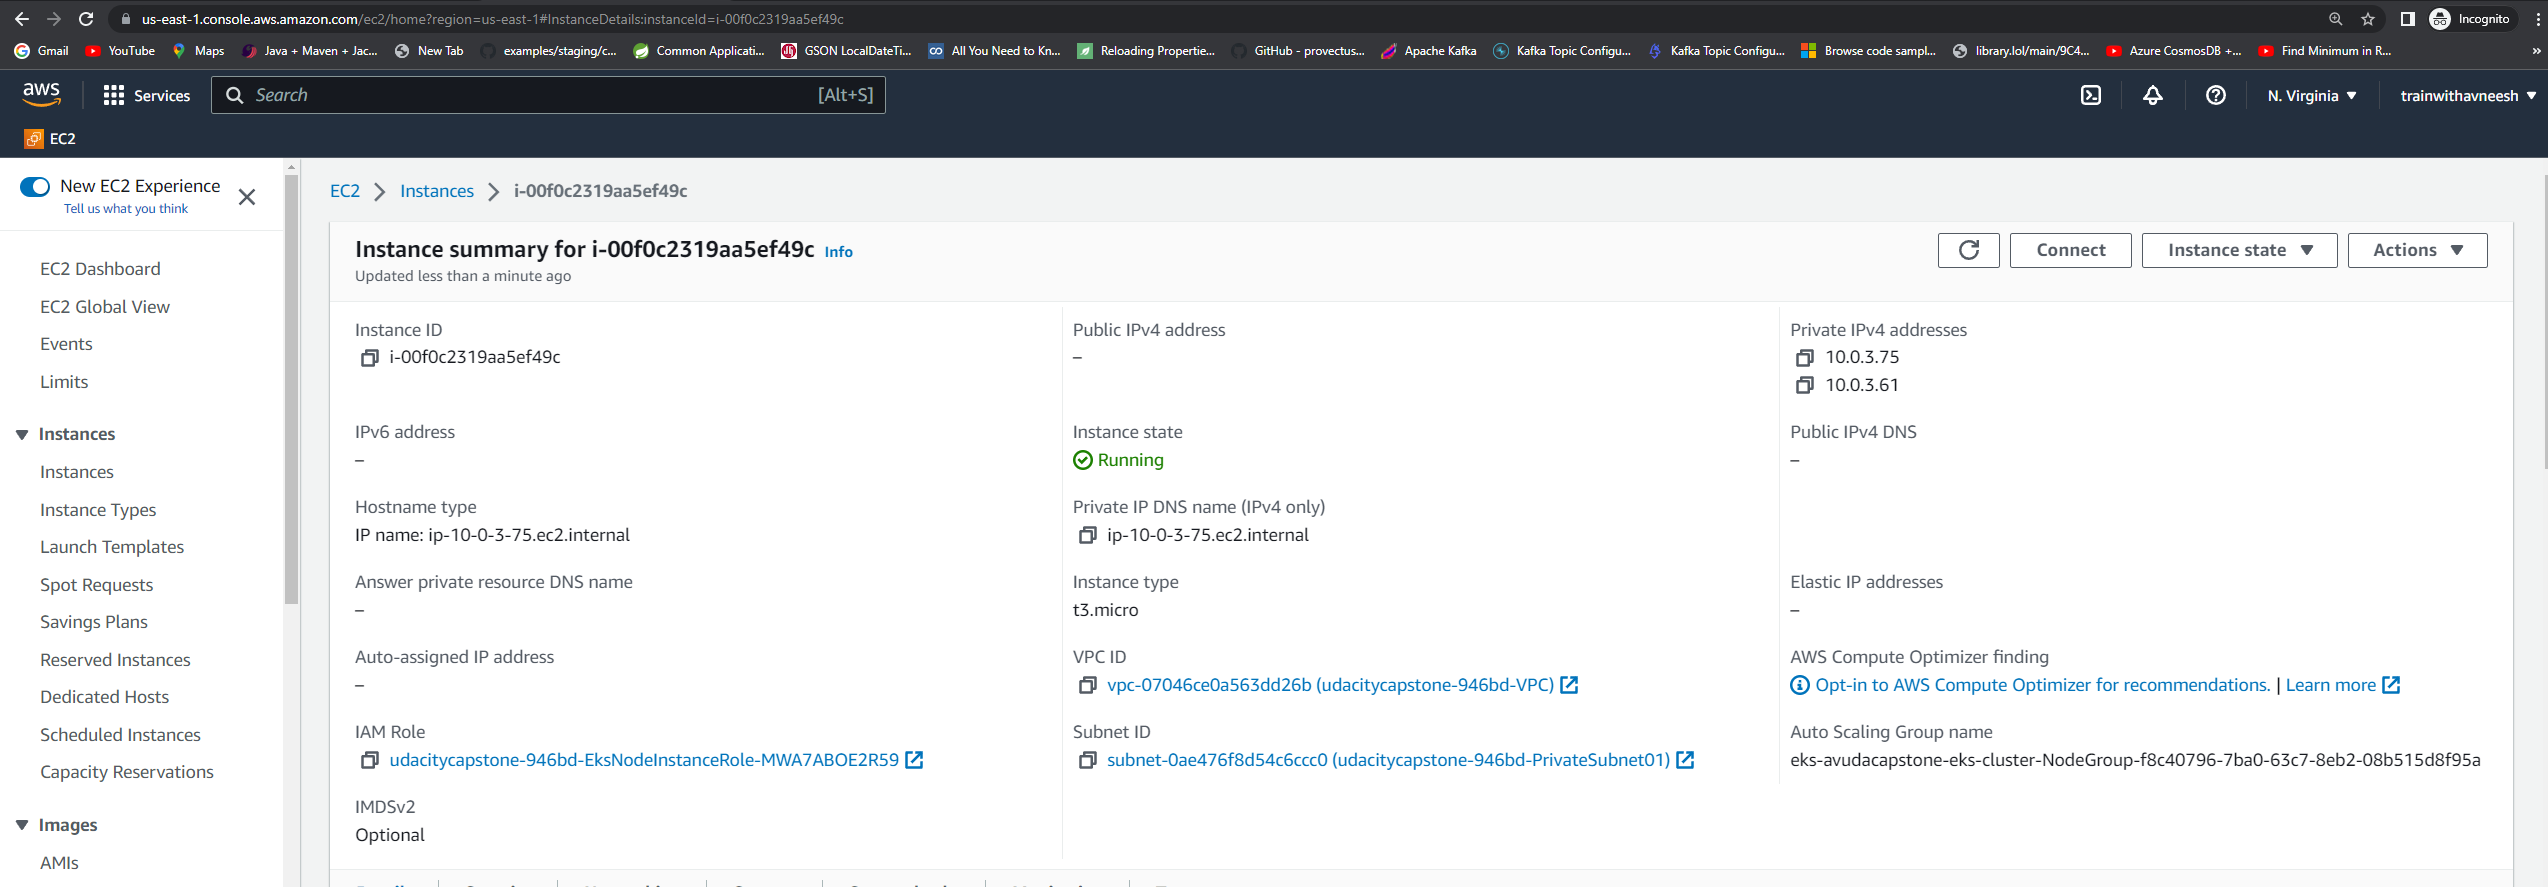 us-east-1.console.aws.amazon.com/ec2/home?region=us-east-1#InstanceDetails:instanceId=i-00f0c2319aa5ef49c
Incognito
Gmail YouTube Maps Java + Maven + Jac... New Tab examples/staging/c... Common Applicati... GSON LocalDateTi... All You Need to Kn... Reloading Propertie... GitHub - provectus... Apache Kafka Kafka Topic Configu... Kafka Topic Configu... Browse code sampl... library.lol/main/9C4... Azure CosmosDB +... Find Minimum in R... »
aws Services Search [Alt+S] N. Virginia trainwithavneesh
EC2
New EC2 Experience
Tell us what you think
EC2 Dashboard
EC2 Global View
Events
Limits
Instances
Instances
Instance Types
Launch Templates
Spot Requests
Savings Plans
Reserved Instances
Dedicated Hosts
Scheduled Instances
Capacity Reservations
Images
AMIs
EC2 > Instances > i-00f0c2319aa5ef49c
Instance summary for i-00f0c2319aa5ef49c Info
Updated less than a minute ago
Connect Instance state Actions
Instance ID
i-00f0c2319aa5ef49c
Public IPv4 address
–
Private IPv4 addresses
10.0.3.75
10.0.3.61
IPv6 address
–
Instance state
Running
Public IPv4 DNS
–
Hostname type
IP name: ip-10-0-3-75.ec2.internal
Private IP DNS name (IPv4 only)
ip-10-0-3-75.ec2.internal
Answer private resource DNS name
–
Instance type
t3.micro
Elastic IP addresses
–
Auto-assigned IP address
–
VPC ID
vpc-07046ce0a563dd26b (udacitycapstone-946bd-VPC)
AWS Compute Optimizer finding
Opt-in to AWS Compute Optimizer for recommendations. | Learn more
IAM Role
udacitycapstone-946bd-EksNodeInstanceRole-MWA7ABOE2R59
Subnet ID
subnet-0ae476f8d54c6ccc0 (udacitycapstone-946bd-PrivateSubnet01)
Auto Scaling Group name
eks-avudacapstone-eks-cluster-NodeGroup-f8c40796-7ba0-63c7-8eb2-08b515d8f95a
IMDSv2
Optional